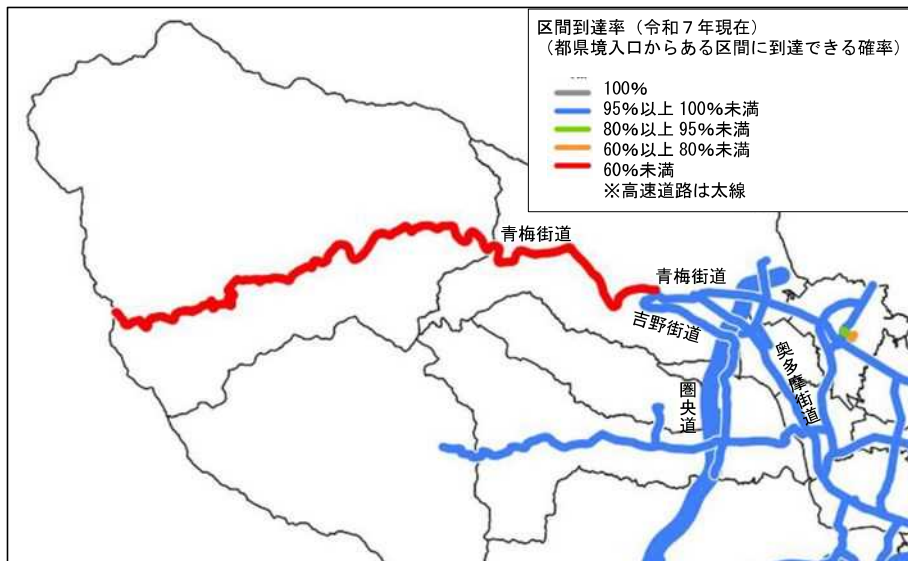 区間到達率（令和７年現在）
（都県境入口からある区間に到達できる確率）
100%
95%以上 100%未満
80%以上 95%未満
60%以上 80%未満
60%未満
※高速道路は太線
青梅街道
青梅街道
吉野街道
奥多摩街道
圏央道